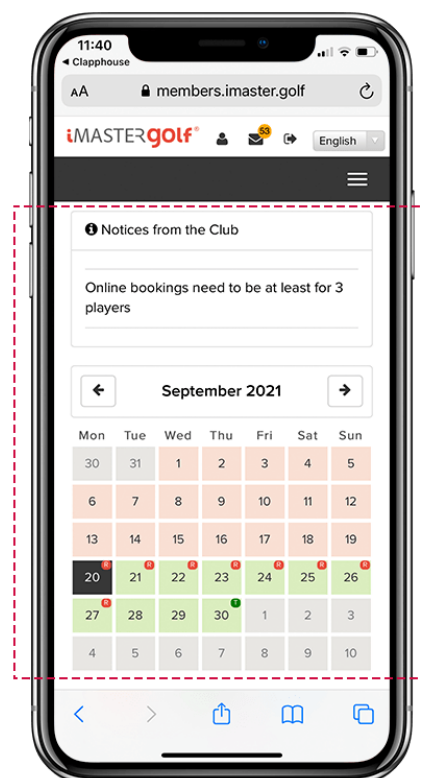 11:40
Clapphouse
AA members.imaster.golf
iMASTERgolf® 53 English
Notices from the Club
Online bookings need to be at least for 3
players
September 2021
Mon Tue Wed Thu Fri Sat Sun
30 31 1 2 3 4 5
6 7 8 9 10 11 12
13 14 15 16 17 18 19
20 R 21 R 22 R 23 R 24 R 25 R 26 R
27 R 28 29 30 T 1 2 3
4 5 6 7 8 9 10